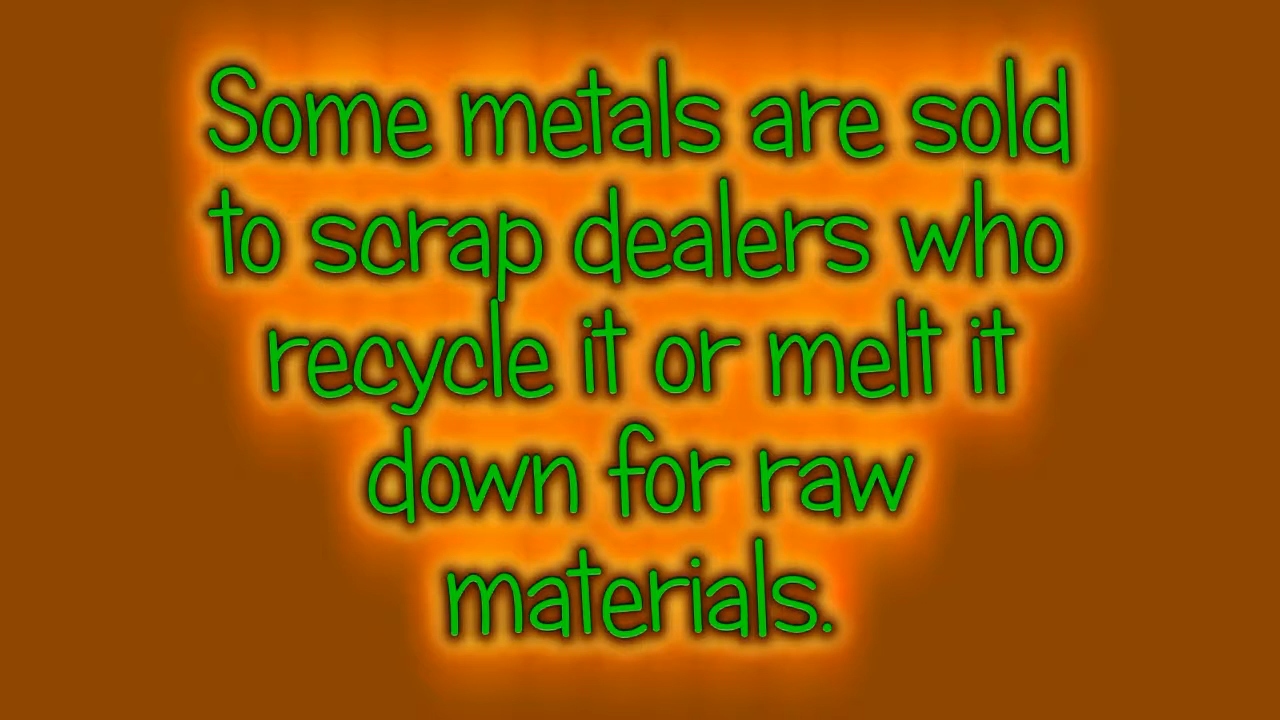 Some metals are sold
to scrap dealers who
recycle it or melt it
down for raw
materials.